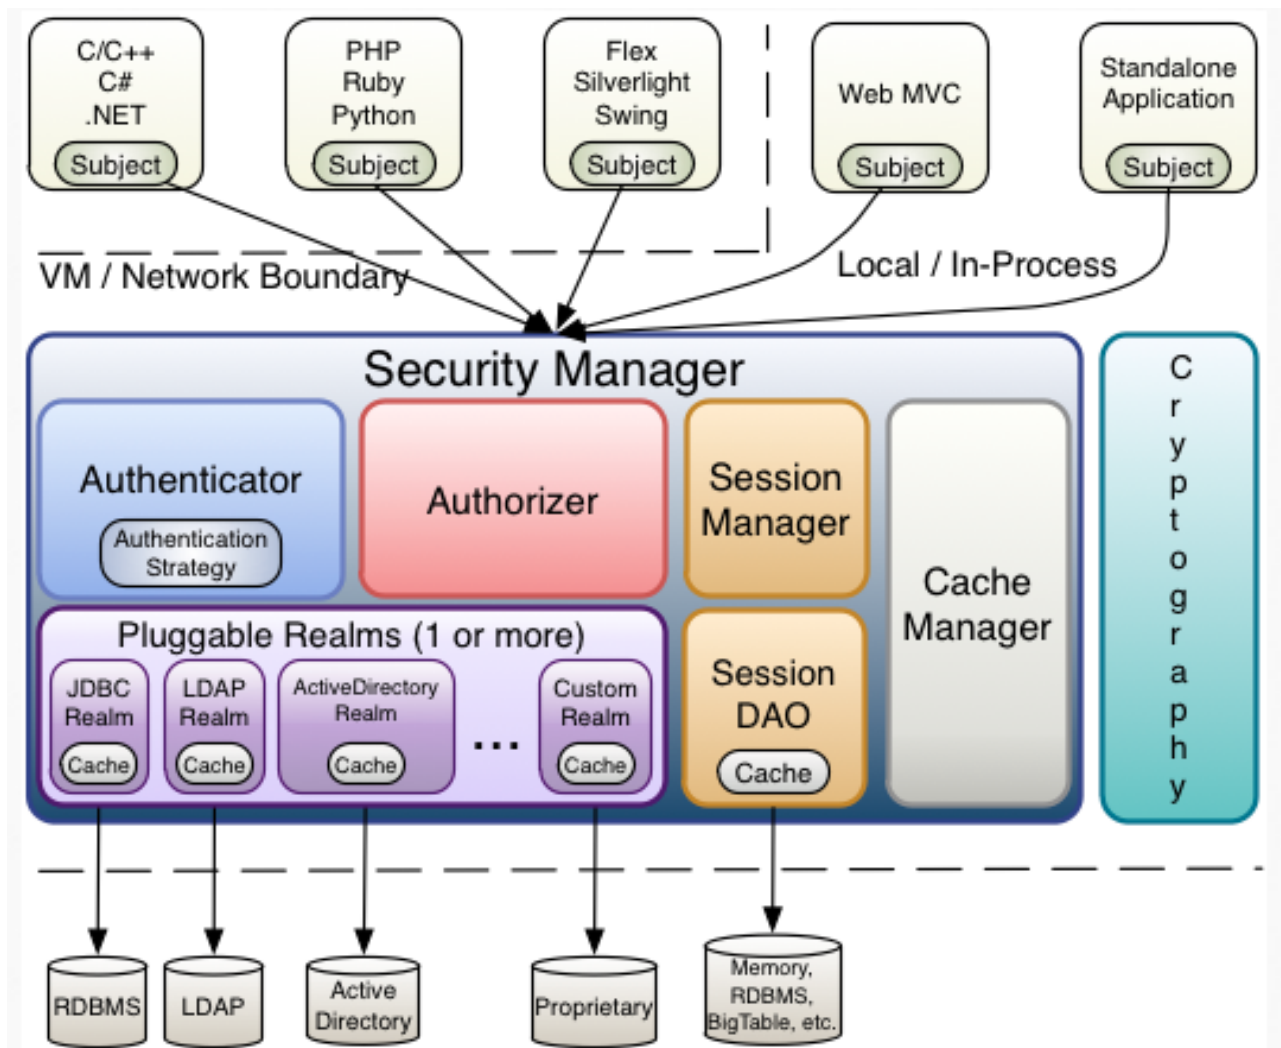 C/C++
C#
.NET
Subject
PHP
Ruby
Python
Subject
Flex
Silverlight
Swing
Subject
Web MVC
Subject
Standalone
Application
Subject
VM / Network Boundary
Local / In-Process
Security Manager
Authenticator
Authentication
Strategy
Authorizer
Session
Manager
Cache
Manager
Cryptography
Pluggable Realms (1 or more)
JDBC
Realm
Cache
LDAP
Realm
Cache
ActiveDirectory
Realm
Cache
...
Custom
Realm
Cache
Session
DAO
Cache
RDBMS
LDAP
Active
Directory
Proprietary
Memory,
RDBMS,
BigTable, etc.